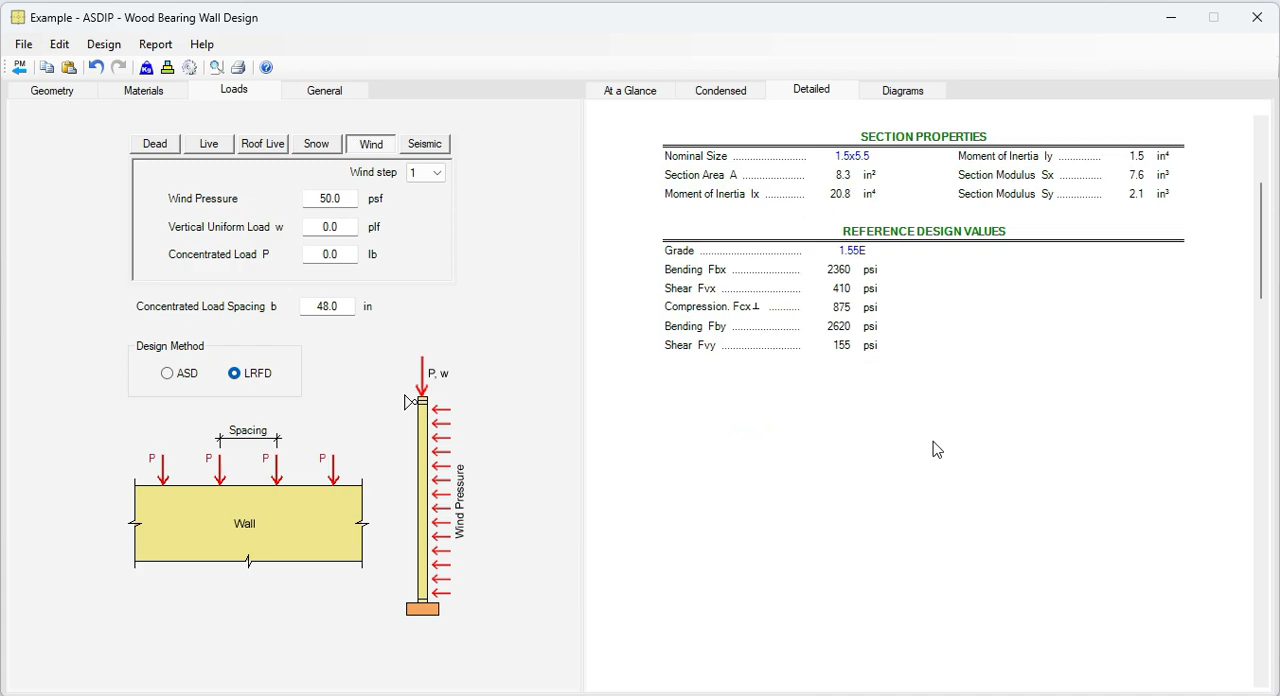 Example - ASDIP - Wood Bearing Wall Design
File Edit Design Report Help
PM Kg
Geometry Materials Loads General
At a Glance Condensed Detailed Diagrams
Dead Live Roof Live Snow Wind Seismic
Wind step 1
Wind Pressure 50.0 psf
Vertical Uniform Load w 0.0 plf
Concentrated Load P 0.0 lb
Concentrated Load Spacing b 48.0 in
Design Method
ASD LRFD
P, w
Spacing
P P P P
Wall
Wind Pressure
SECTION PROPERTIES
Nominal Size ........................ 1.5x5.5 Moment of Inertia Iy .............. 1.5 in⁴
Section Area A ..................... 8.3 in² Section Modulus Sx .............. 7.6 in³
Moment of Inertia Ix ............. 20.8 in⁴ Section Modulus Sy ............... 2.1 in³
REFERENCE DESIGN VALUES
Grade ........................................... 1.55E
Bending Fbx ....................... 2360 psi
Shear Fvx ........................... 410 psi
Compression. Fcx⊥ .......... 875 psi
Bending Fby ....................... 2620 psi
Shear Fvy ........................... 155 psi